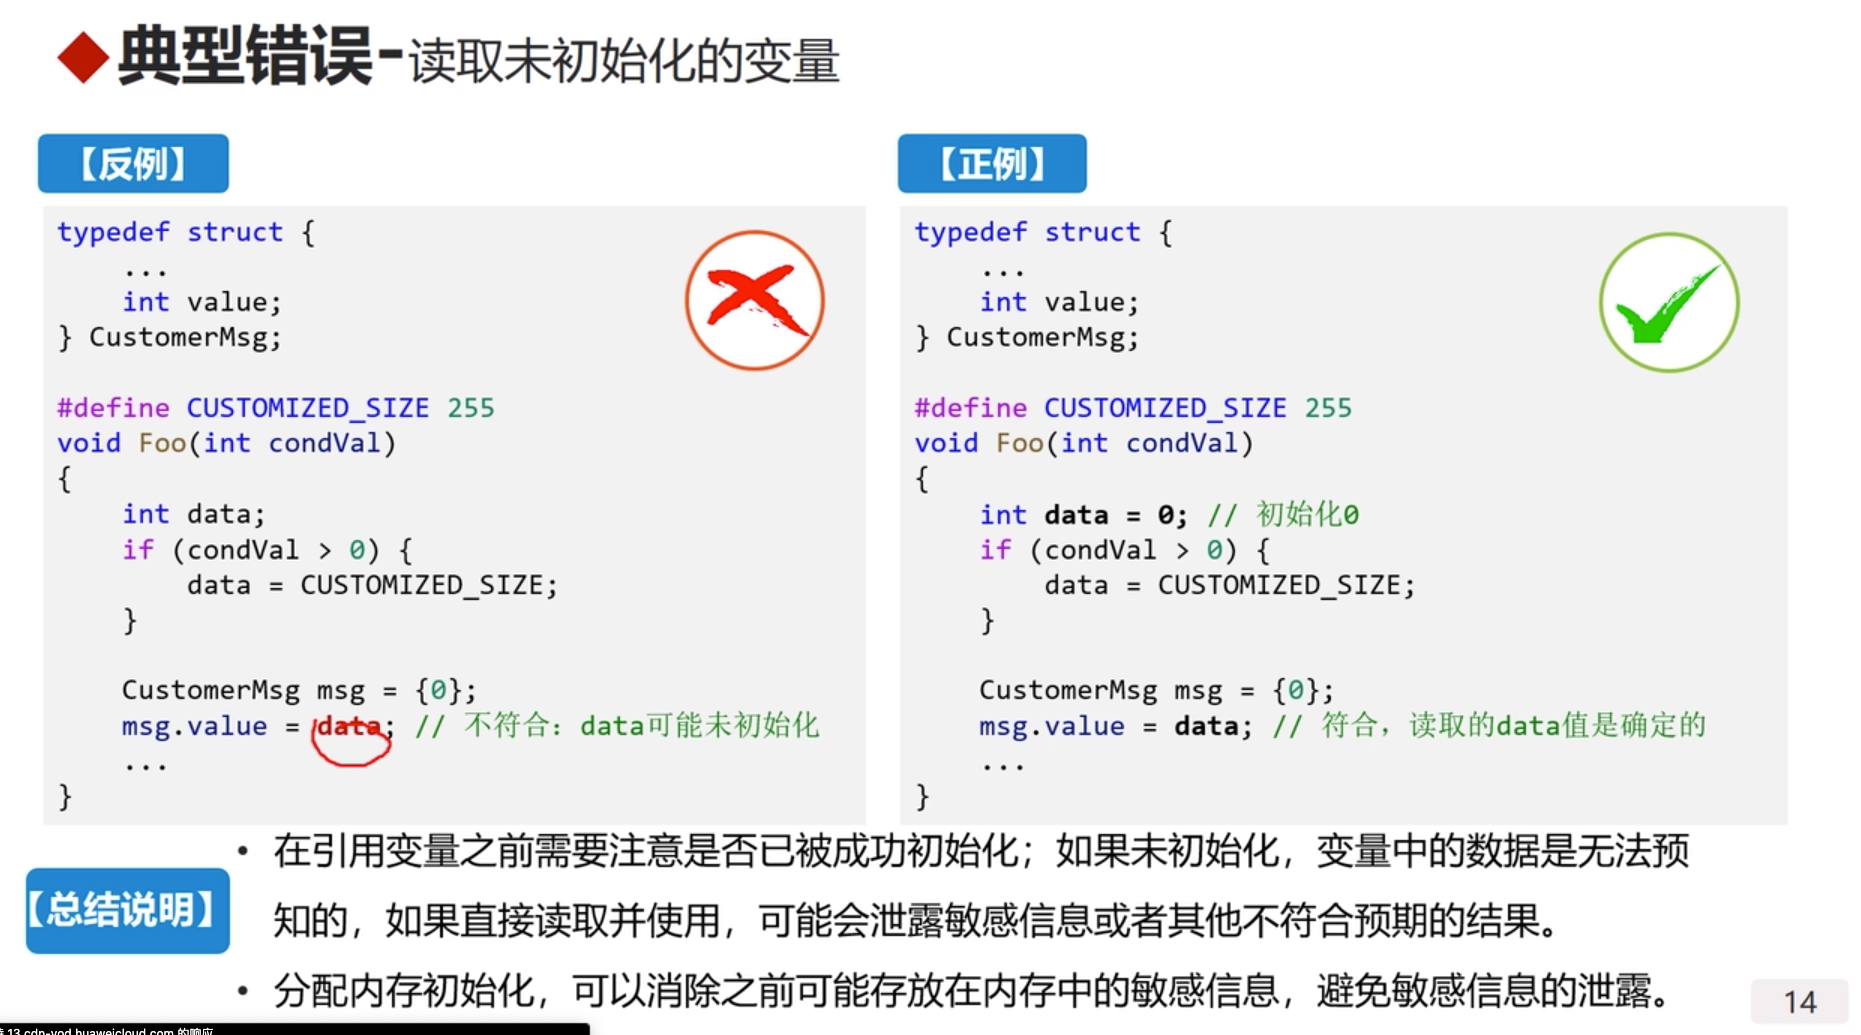 典型错误-读取未初始化的变量
【反例】
typedef struct {
    ...
    int value;
} CustomerMsg;

#define CUSTOMIZED_SIZE 255
void Foo(int condVal)
{
    int data;
    if (condVal > 0) {
        data = CUSTOMIZED_SIZE;
    }

    CustomerMsg msg = {0};
    msg.value = data; // 不符合：data可能未初始化
    ...
}
【正例】
typedef struct {
    ...
    int value;
} CustomerMsg;

#define CUSTOMIZED_SIZE 255
void Foo(int condVal)
{
    int data = 0; // 初始化0
    if (condVal > 0) {
        data = CUSTOMIZED_SIZE;
    }

    CustomerMsg msg = {0};
    msg.value = data; // 符合，读取的data值是确定的
    ...
}
【总结说明】
• 在引用变量之前需要注意是否已被成功初始化；如果未初始化，变量中的数据是无法预
知的，如果直接读取并使用，可能会泄露敏感信息或者其他不符合预期的结果。
• 分配内存初始化，可以消除之前可能存放在内存中的敏感信息，避免敏感信息的泄露。
14
13.cdn-vod.huaweicloud.com 的响应